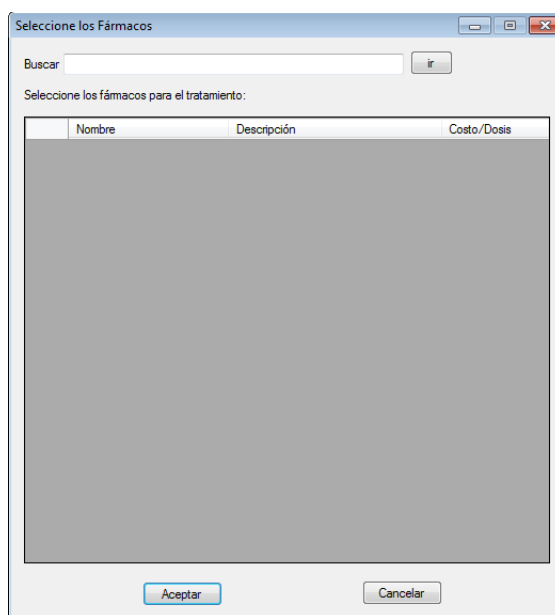 Seleccione los Fármacos
Buscar ir
Seleccione los fármacos para el tratamiento:
Nombre Descripción Costo/Dosis
Aceptar Cancelar